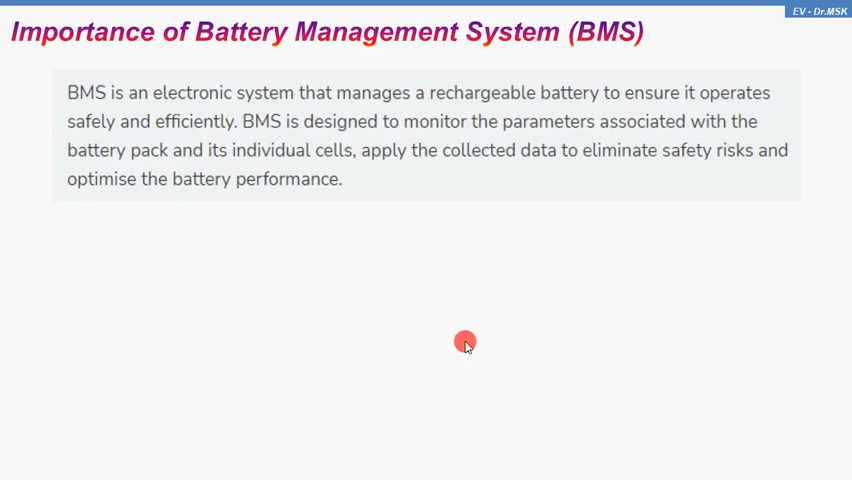 EV - Dr.MSK
Importance of Battery Management System (BMS)
BMS is an electronic system that manages a rechargeable battery to ensure it operates
safely and efficiently. BMS is designed to monitor the parameters associated with the
battery pack and its individual cells, apply the collected data to eliminate safety risks and
optimise the battery performance.